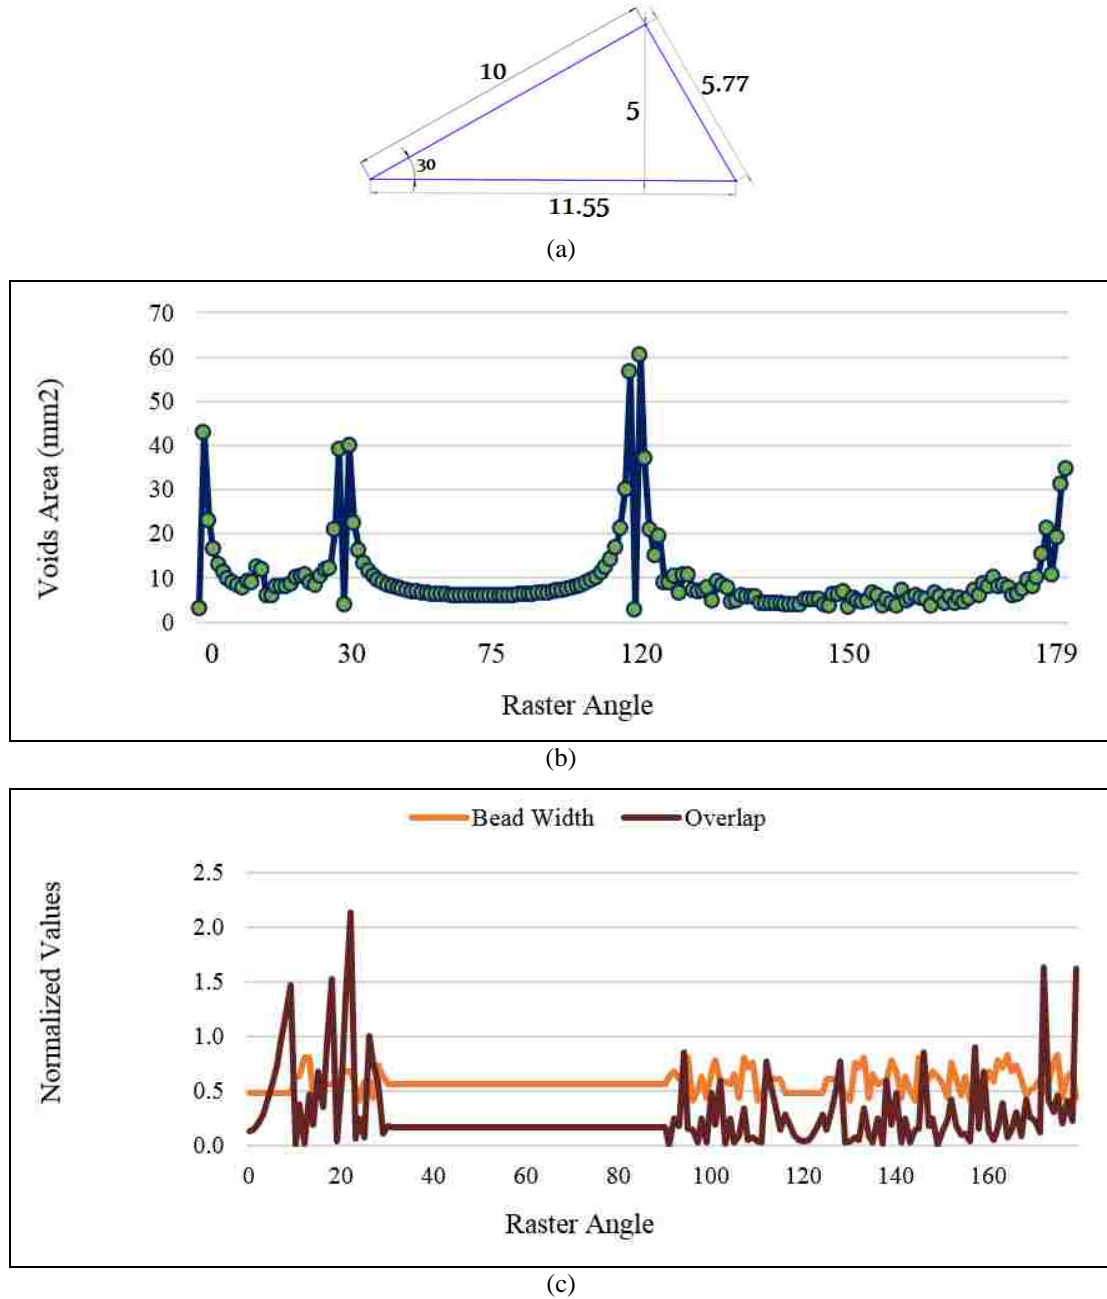 10
5.77
5
30
11.55
(a)
70
60
50
40
30
20
10
0
Voids Area (mm2)
0 30 75 120 150 179
Raster Angle
(b)
Bead Width Overlap
2.5
2.0
1.5
1.0
0.5
0.0
Normalized Values
0 20 40 60 80 100 120 140 160
Raster Angle
(c)